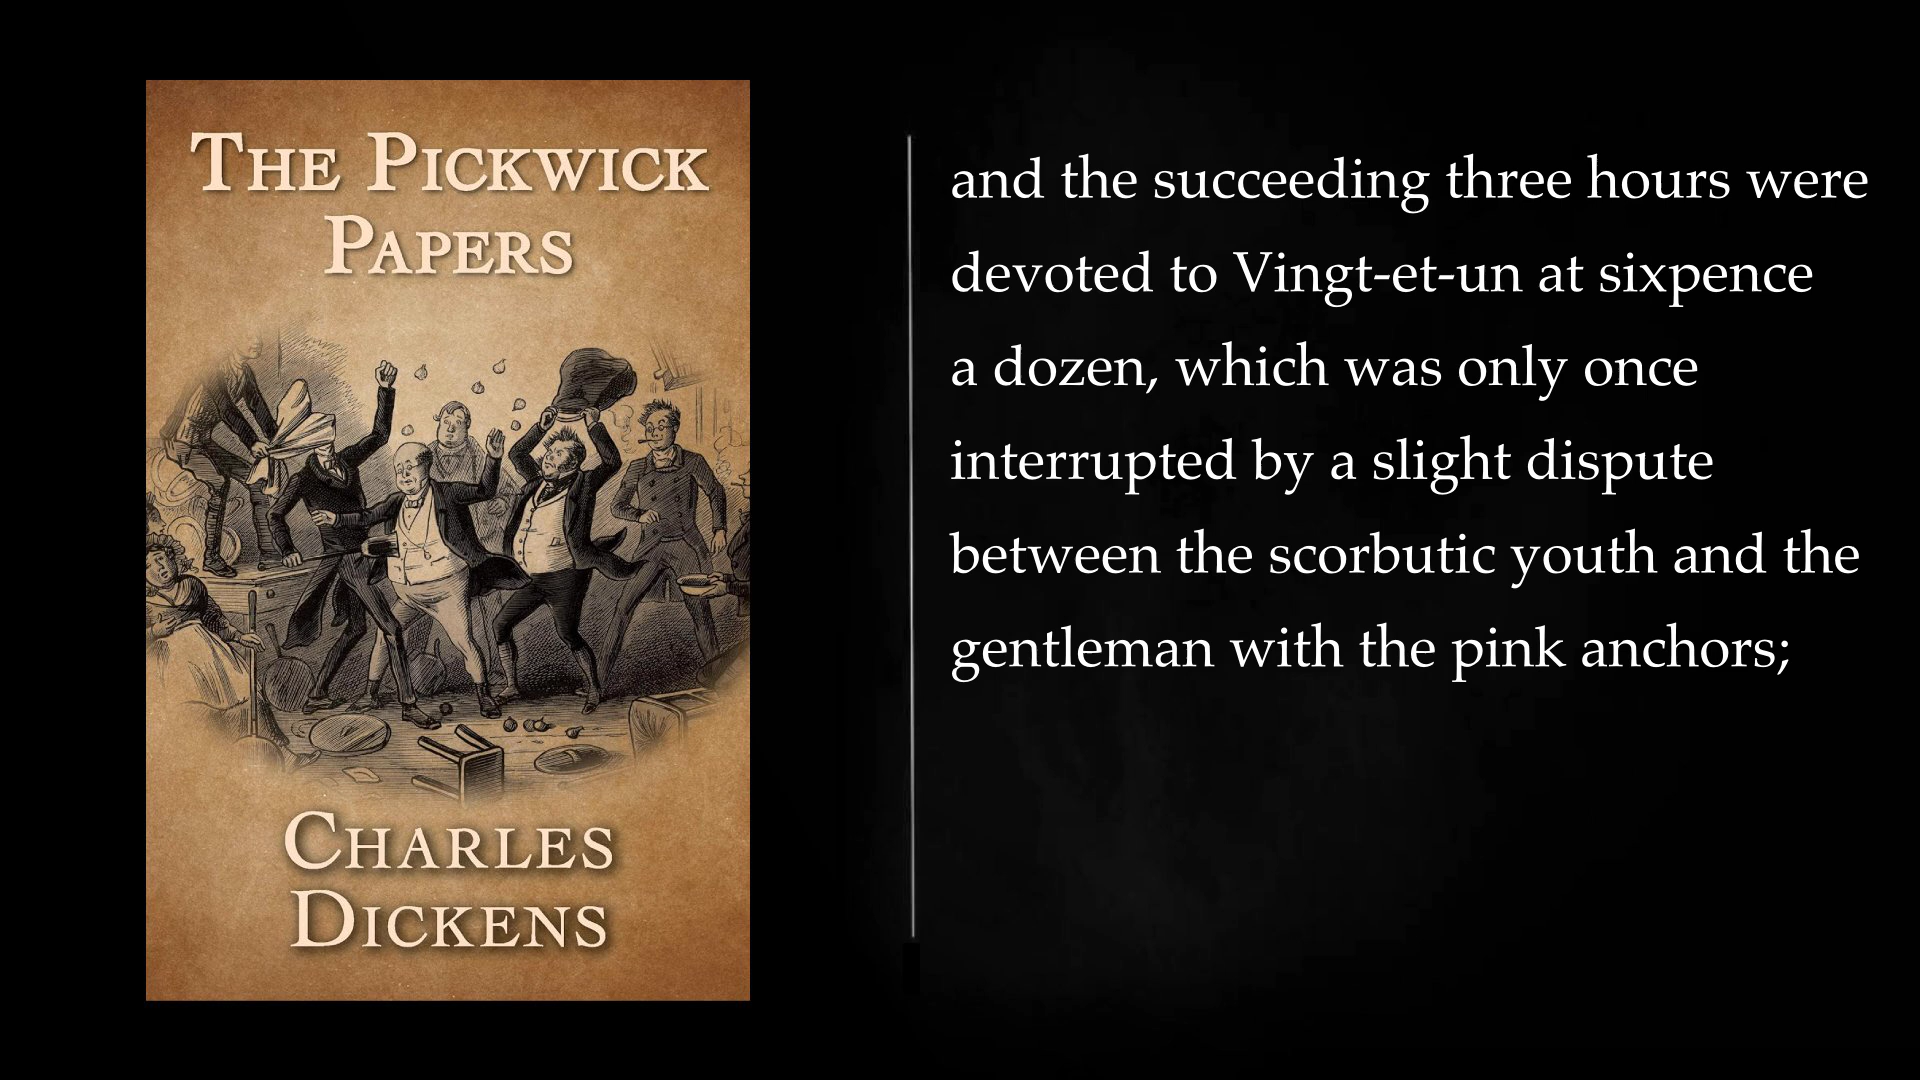 The Pickwick
Papers
Charles
Dickens
and the succeeding three hours were
devoted to Vingt-et-un at sixpence
a dozen, which was only once
interrupted by a slight dispute
between the scorbutic youth and the
gentleman with the pink anchors;